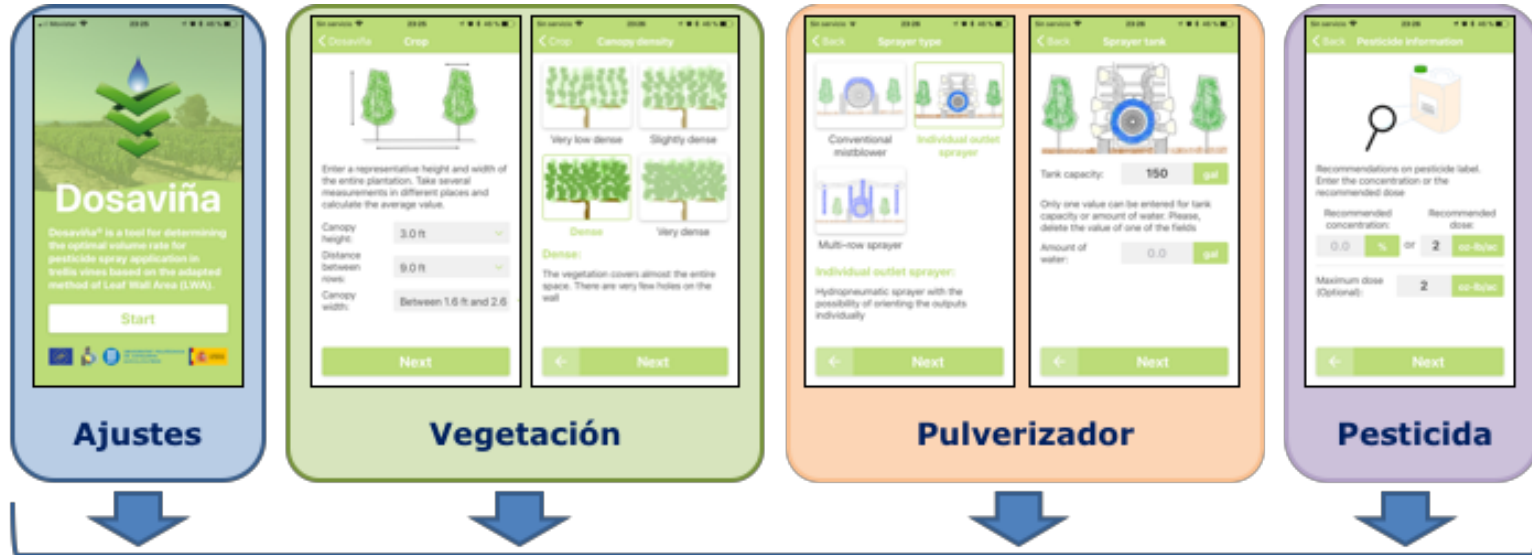 Dosaviña
Dosaviña® is a tool for determining
the optimal volume rate for
pesticide spray application in
trellis vines based on the adapted
method of Leaf Wall Area (LWA).
Start
Ajustes
Sin servicio 23:25
Dosaviña Crop
Enter a representative height and width of
the entire plantation. Take several
measurements in different places and
calculate the average value.
Canopy
height:
3.0 ft
Distance
between
rows:
9.0 ft
Canopy
width:
Between 1.6 ft and 2.6
Next
Crop Canopy density
Very low dense Slightly dense
Dense Very dense
Dense:
The vegetation covers almost the entire
space. There are very few holes on the
wall
Next
Vegetación
Back Sprayer type
Conventional
mistblower
Individual outlet
sprayer
Multi-row sprayer
Individual outlet sprayer:
Hydropneumatic sprayer with the
possibility of orienting the outputs
individually
Next
Back Sprayer tank
Tank capacity: 150 gal
Only one value can be entered for tank
capacity or amount of water. Please,
delete the value of one of the fields
Amount of
water:
0.0 gal
Next
Pulverizador
Back Pesticide information
Recommendations on pesticide label.
Enter the concentration or the
recommended dose
Recommended
concentration:
Recommended
dose:
0.0 % or 2 oz-lb/ac
Maximum dose
(Optional):
2 oz-lb/ac
Next
Pesticida